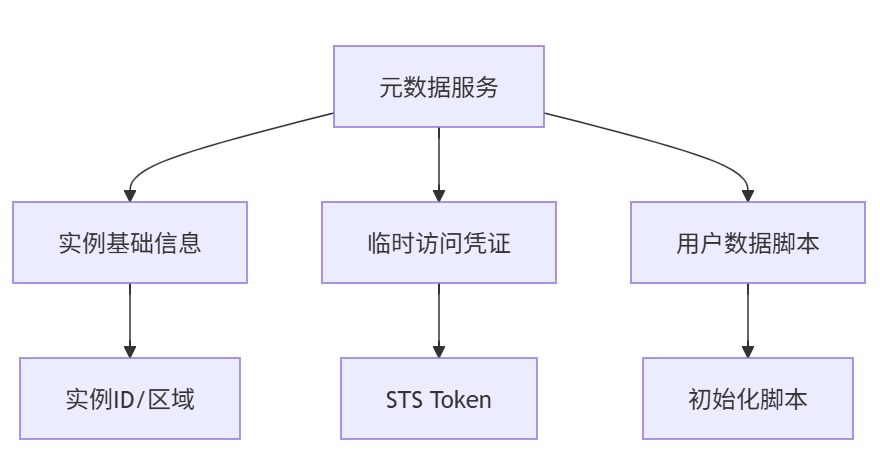 元数据服务
实例基础信息
临时访问凭证
用户数据脚本
实例ID/区域
STS Token
初始化脚本